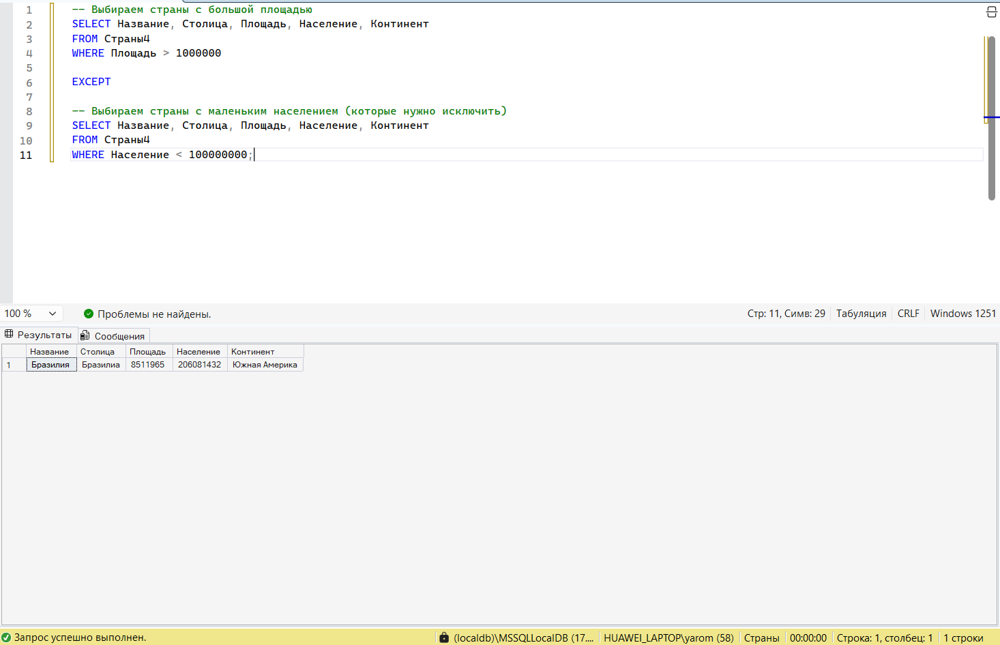 1 -- Выбираем страны с большой площадью
2 SELECT Название, Столица, Площадь, Население, Континент
3 FROM Страны4
4 WHERE Площадь > 1000000
5
6 EXCEPT
7
8 -- Выбираем страны с маленьким населением (которые нужно исключить)
9 SELECT Название, Столица, Площадь, Население, Континент
10 FROM Страны4
11 WHERE Население < 100000000;
100 % Проблемы не найдены. Стр: 11, Симв: 29 Табуляция CRLF Windows 1251
Результаты Сообщения
Название Столица Площадь Население Континент
1 Бразилия Бразилиа 8511965 206081432 Южная Америка
Запрос успешно выполнен. (localdb)\MSSQLLocalDB (17.... HUAWEI_LAPTOP\yarom (58) Страны 00:00:00 Строка: 1, столбец: 1 1 строки